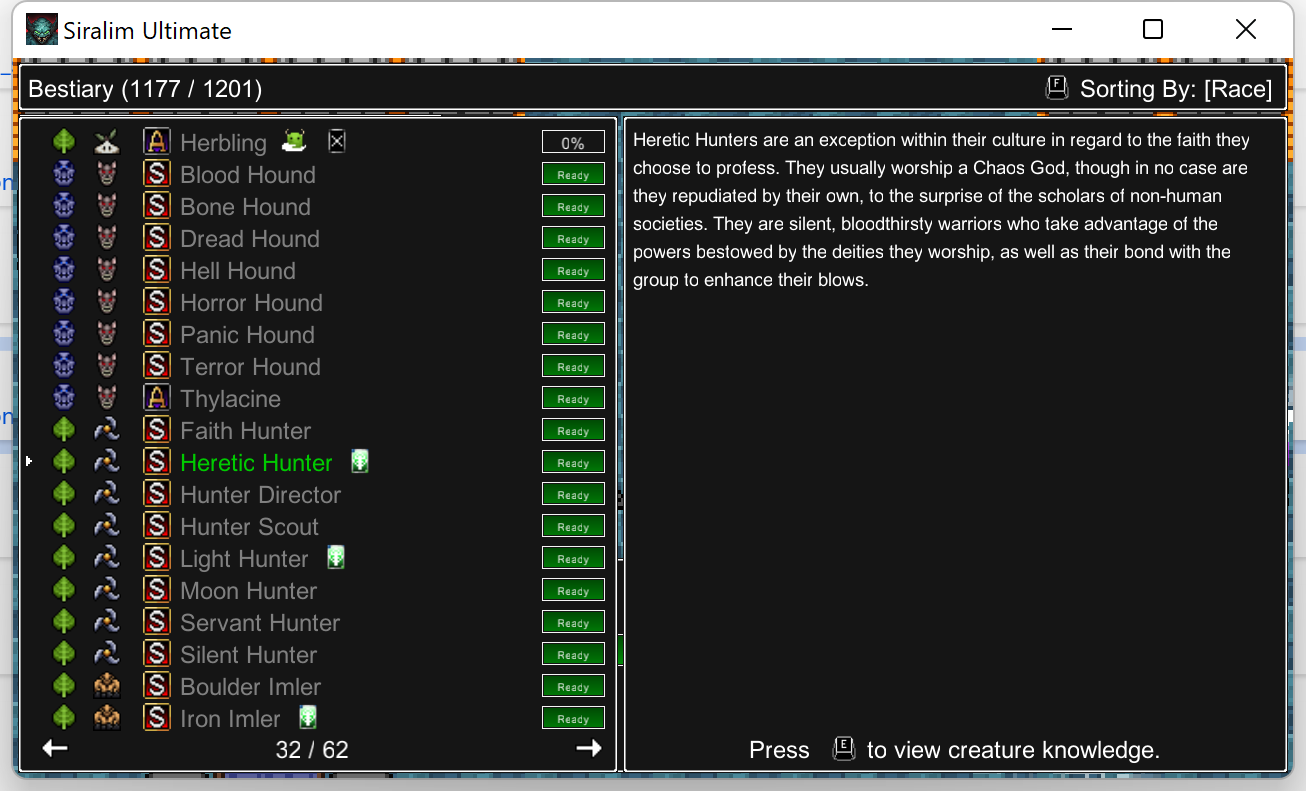 Siralim Ultimate
Bestiary (1177 / 1201)
F Sorting By: [Race]
A Herbling 0%
S Blood Hound Ready
S Bone Hound Ready
S Dread Hound Ready
S Hell Hound Ready
S Horror Hound Ready
S Panic Hound Ready
S Terror Hound Ready
A Thylacine Ready
S Faith Hunter Ready
S Heretic Hunter Ready
S Hunter Director Ready
S Hunter Scout Ready
S Light Hunter Ready
S Moon Hunter Ready
S Servant Hunter Ready
S Silent Hunter Ready
S Boulder Imler Ready
S Iron Imler Ready
32 / 62
Heretic Hunters are an exception within their culture in regard to the faith they
choose to profess. They usually worship a Chaos God, though in no case are
they repudiated by their own, to the surprise of the scholars of non-human
societies. They are silent, bloodthirsty warriors who take advantage of the
powers bestowed by the deities they worship, as well as their bond with the
group to enhance their blows.
Press E to view creature knowledge.